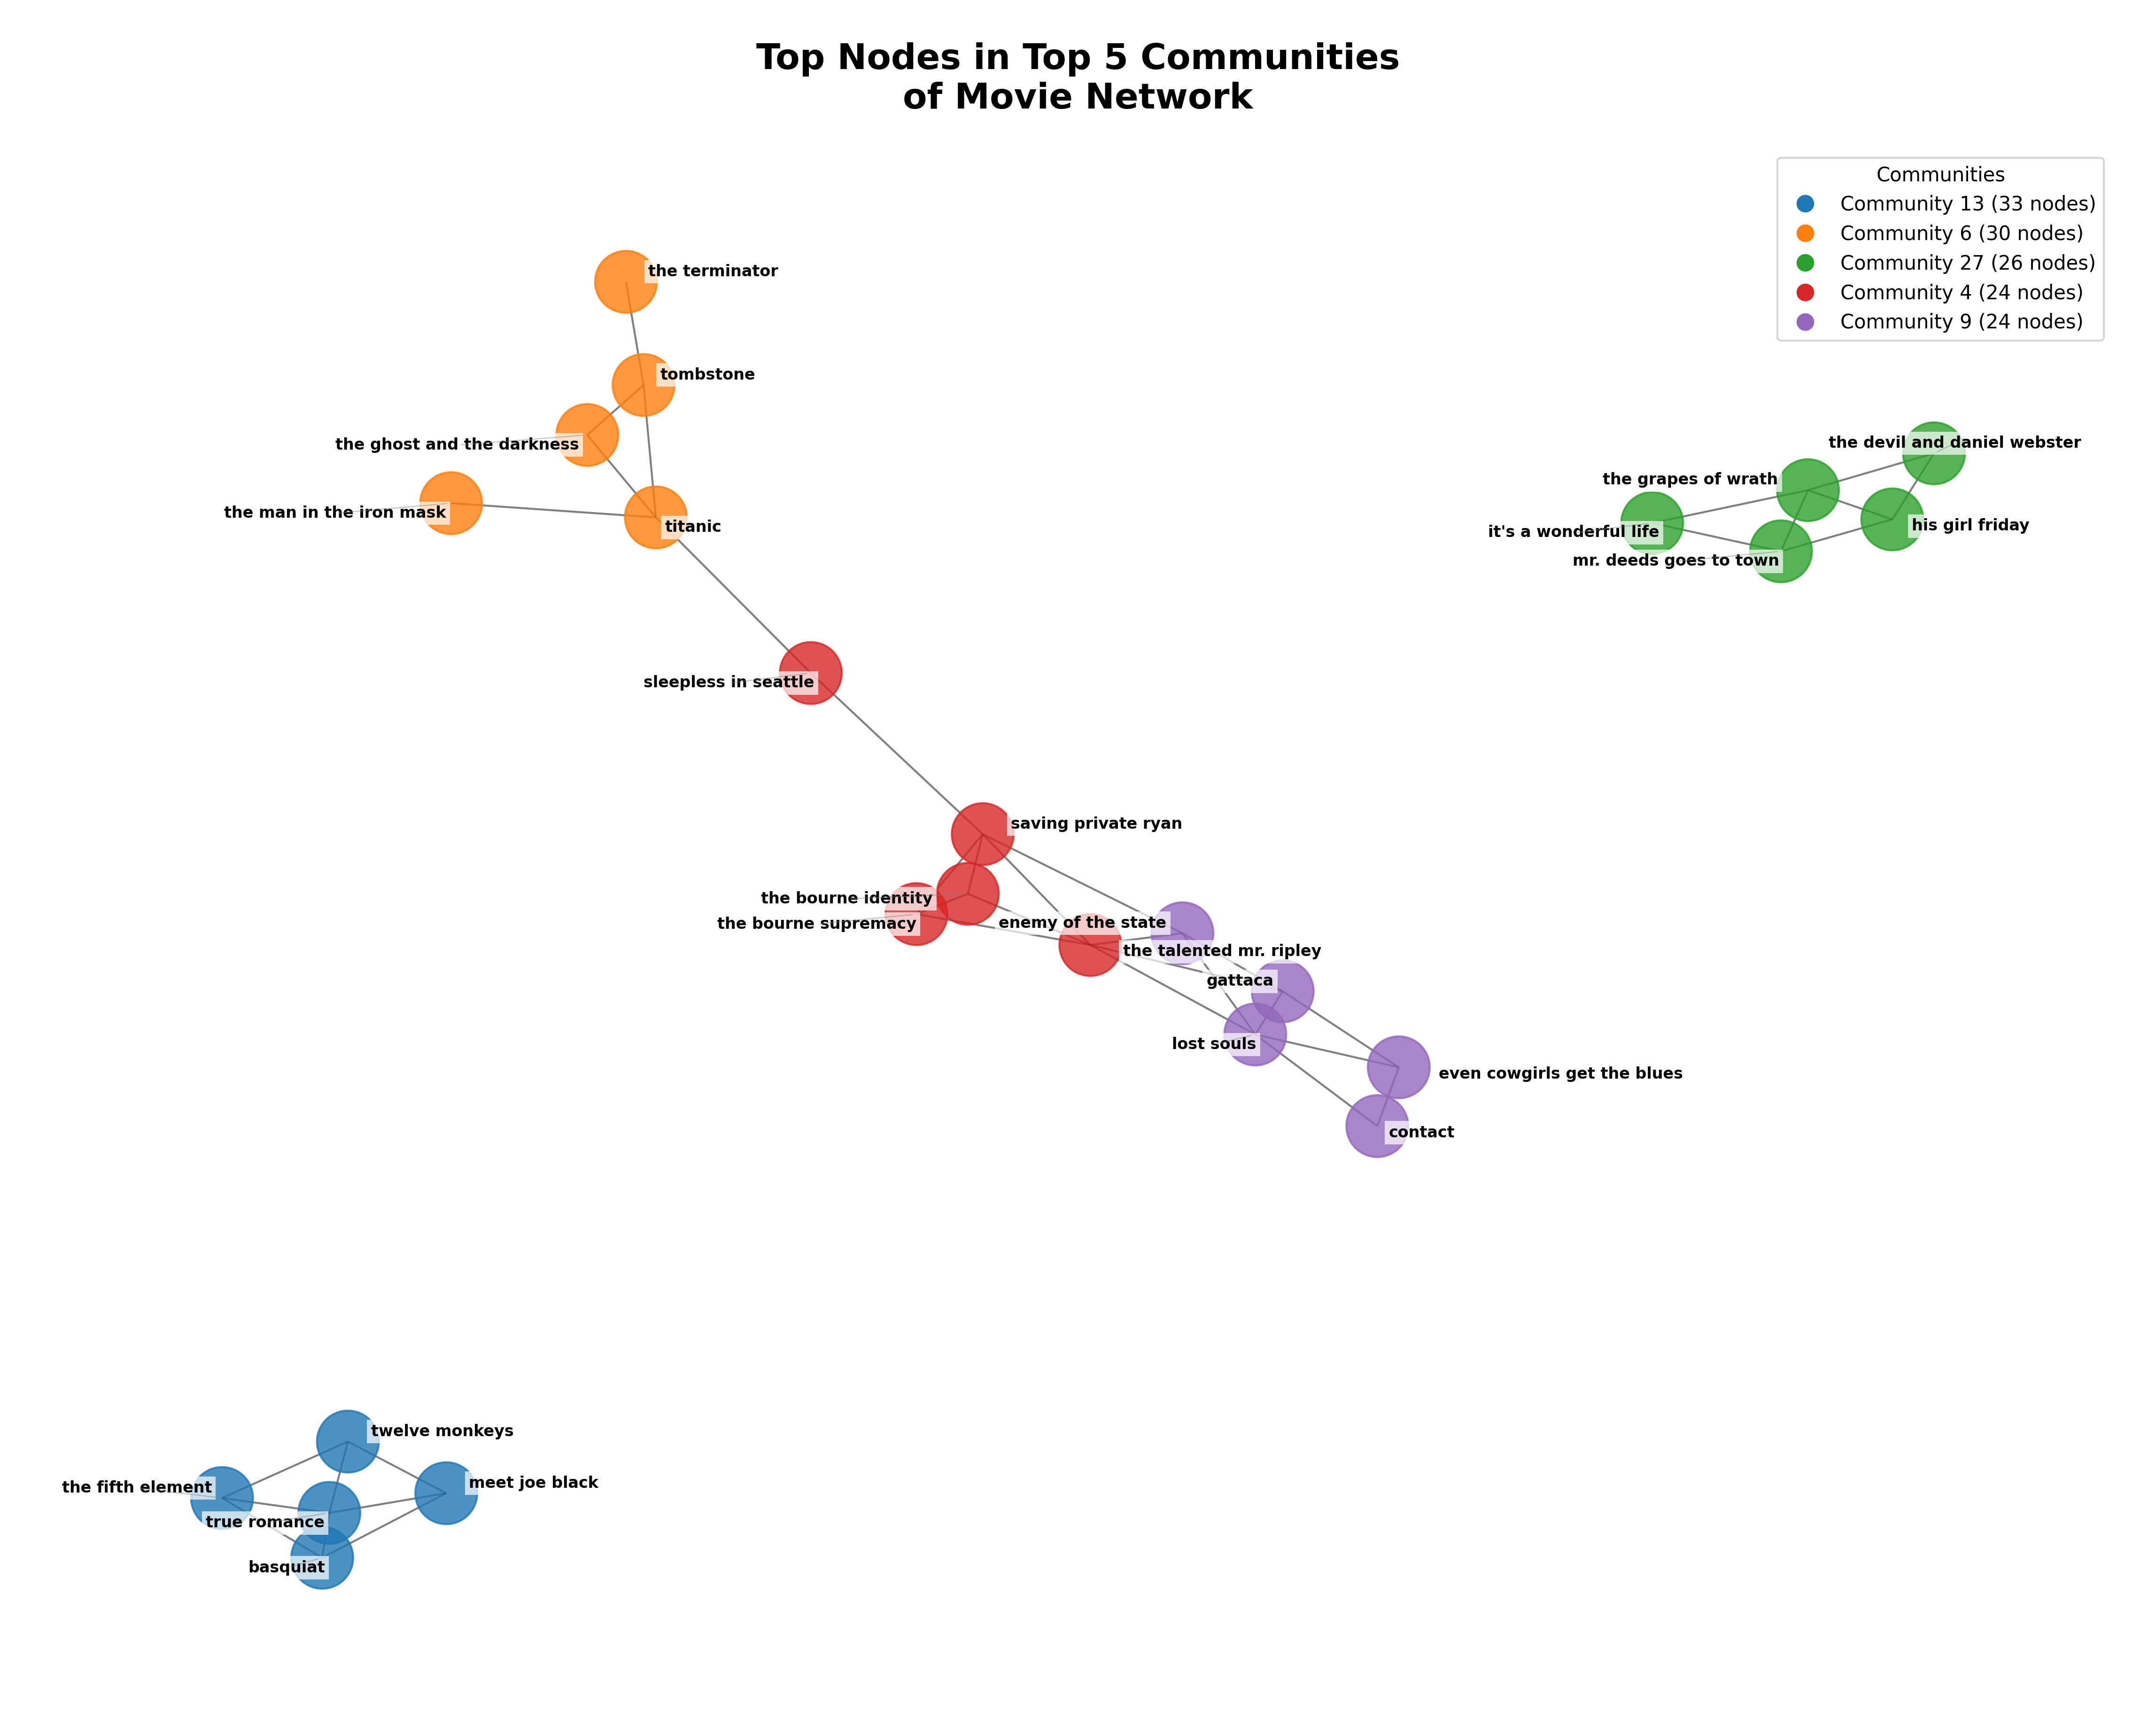 Top Nodes in Top 5 Communities
of Movie Network
Communities
Community 13 (33 nodes)
Community 6 (30 nodes)
Community 27 (26 nodes)
Community 4 (24 nodes)
Community 9 (24 nodes)
the terminator
tombstone
the ghost and the darkness
the man in the iron mask
titanic
the devil and daniel webster
the grapes of wrath
his girl friday
it's a wonderful life
mr. deeds goes to town
sleepless in seattle
saving private ryan
the bourne identity
the bourne supremacy
enemy of the state
the talented mr. ripley
gattaca
lost souls
even cowgirls get the blues
contact
twelve monkeys
meet joe black
the fifth element
true romance
basquiat